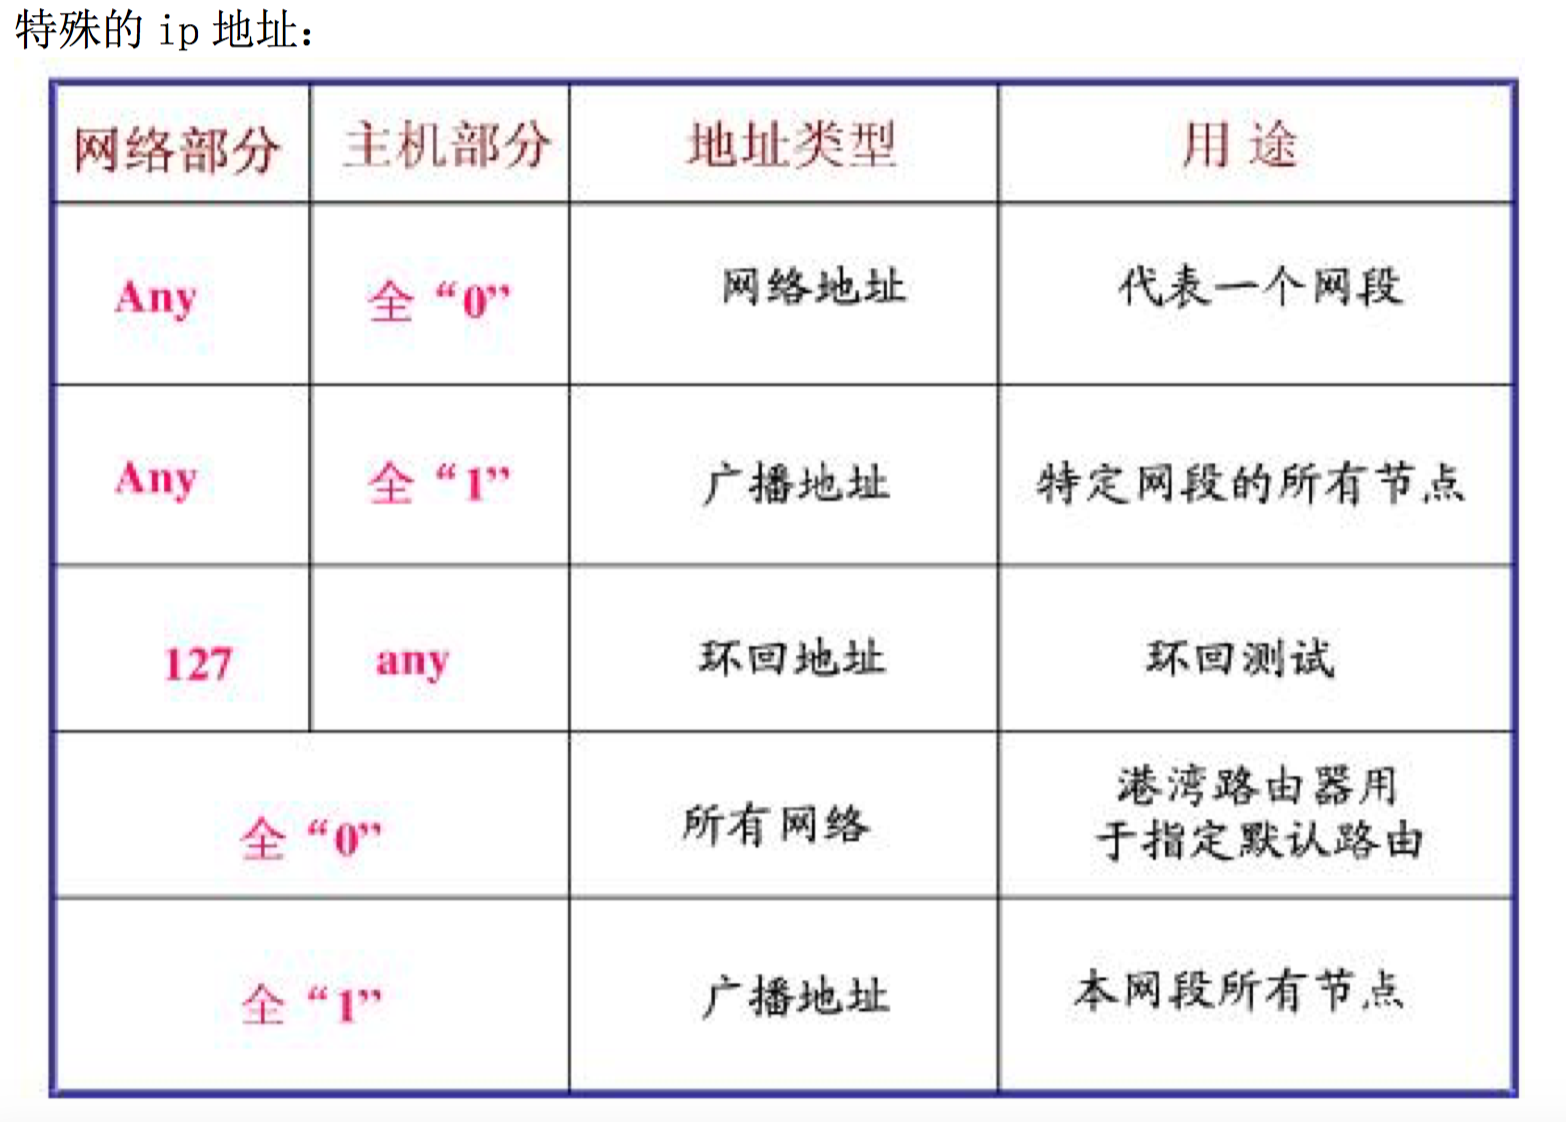 特殊的 ip 地址：
网络部分 主机部分 地址类型 用 途
Any 全“0” 网络地址 代表一个网段
Any 全“1” 广播地址 特定网段的所有节点
127 any 环回地址 环回测试
全“0” 所有网络 港湾路由器用
于指定默认路由
全“1” 广播地址 本网段所有节点